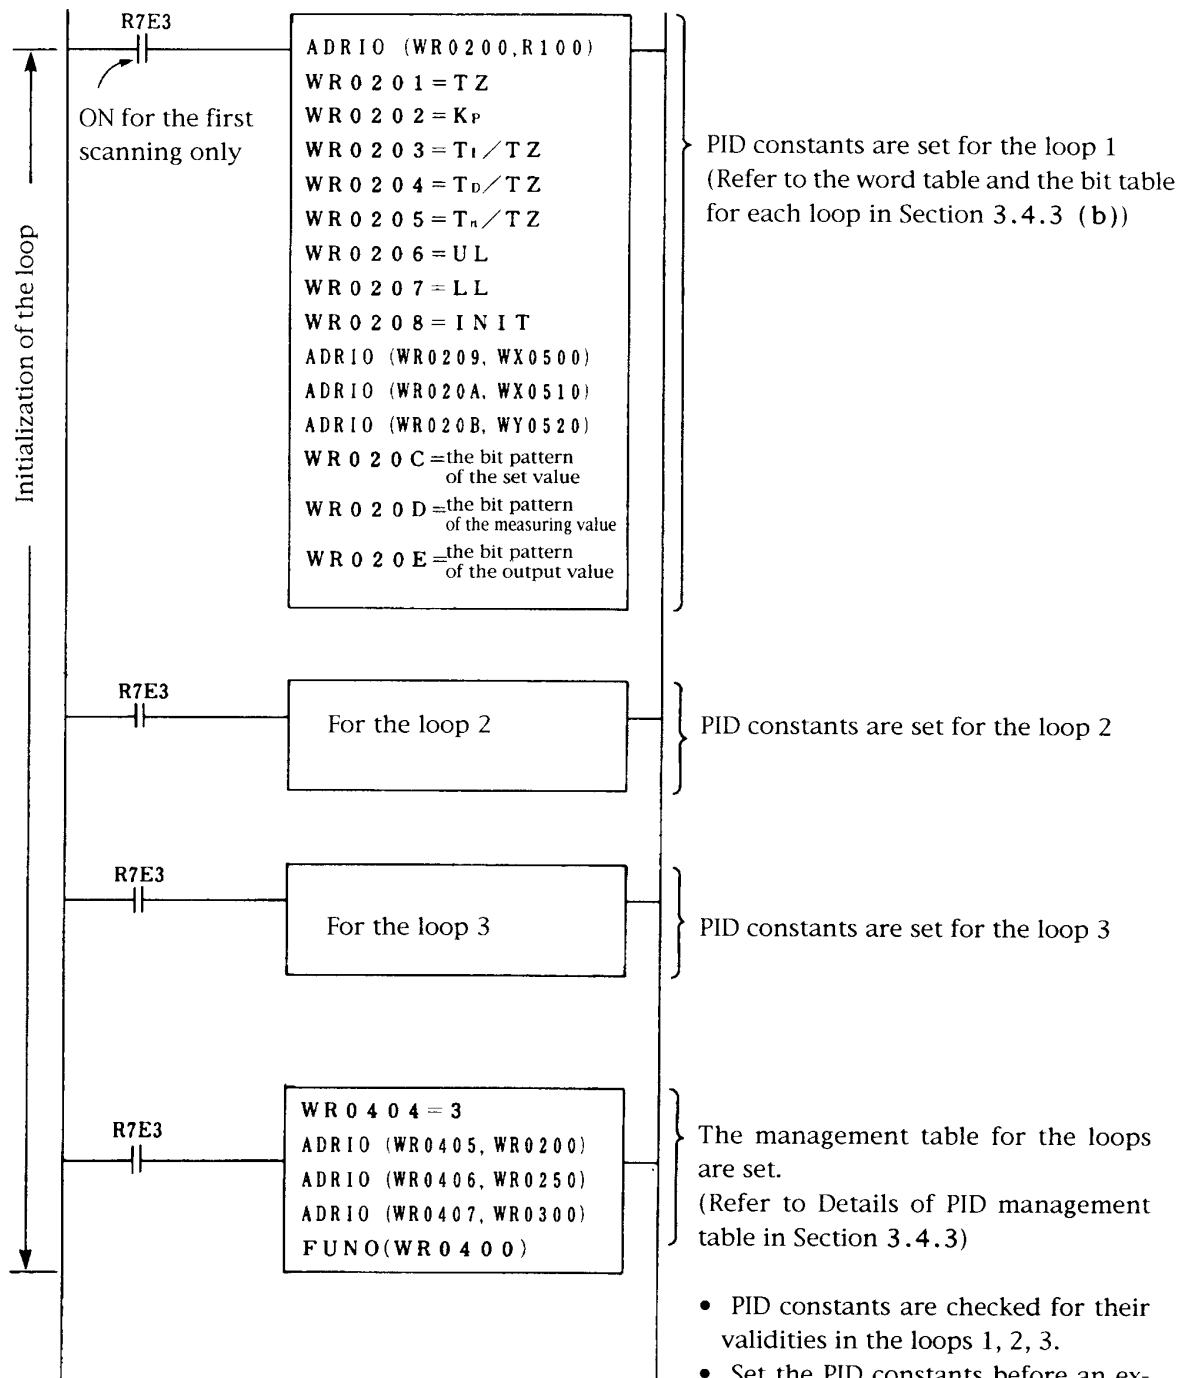 R7E3
ADRIO (WR0200,R100)
WR0201=TZ
WR0202=KP
WR0203=TI/TZ
WR0204=TD/TZ
WR0205=Tn/TZ
WR0206=UL
WR0207=LL
WR0208=INIT
ADRIO (WR0209, WX0500)
ADRIO (WR020A, WX0510)
ADRIO (WR020B, WY0520)
WR020C=the bit pattern
of the set value
WR020D=the bit pattern
of the measuring value
WR020E=the bit pattern
of the output value
ON for the first
scanning only
PID constants are set for the loop 1
(Refer to the word table and the bit table
for each loop in Section 3.4.3 (b))
Initialization of the loop
R7E3
For the loop 2
PID constants are set for the loop 2
R7E3
For the loop 3
PID constants are set for the loop 3
R7E3
WR0404=3
ADRIO (WR0405, WR0200)
ADRIO (WR0406, WR0250)
ADRIO (WR0407, WR0300)
FUN0(WR0400)
The management table for the loops
are set.
(Refer to Details of PID management
table in Section 3.4.3)
• PID constants are checked for their
validities in the loops 1, 2, 3.
• Set the PID constants before an ex-